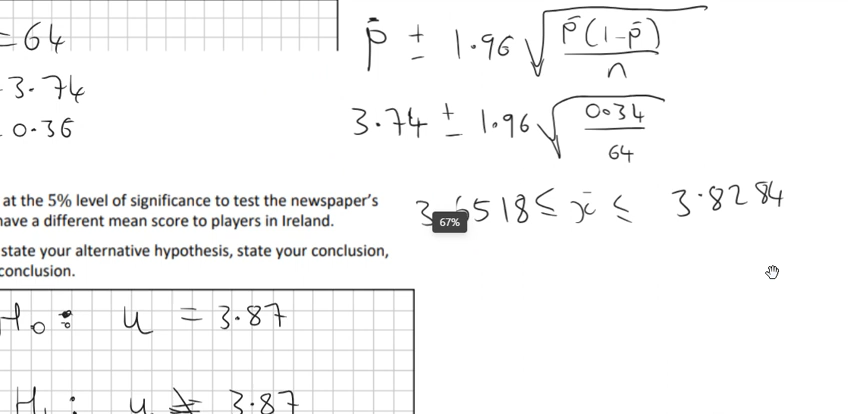 = 64
3.74
0.36
p̄ ± 1.96 √ p̄(1-p̄) / n
3.74 ± 1.96 √ 0.34 / 64
at the 5% level of significance to test the newspaper's
have a different mean score to players in Ireland.
state your alternative hypothesis, state your conclusion,
conclusion.
518 ≤ x̄ ≤ 3.8284
67%
H₀ : u = 3.87
H₁ : u ≠ 3.87